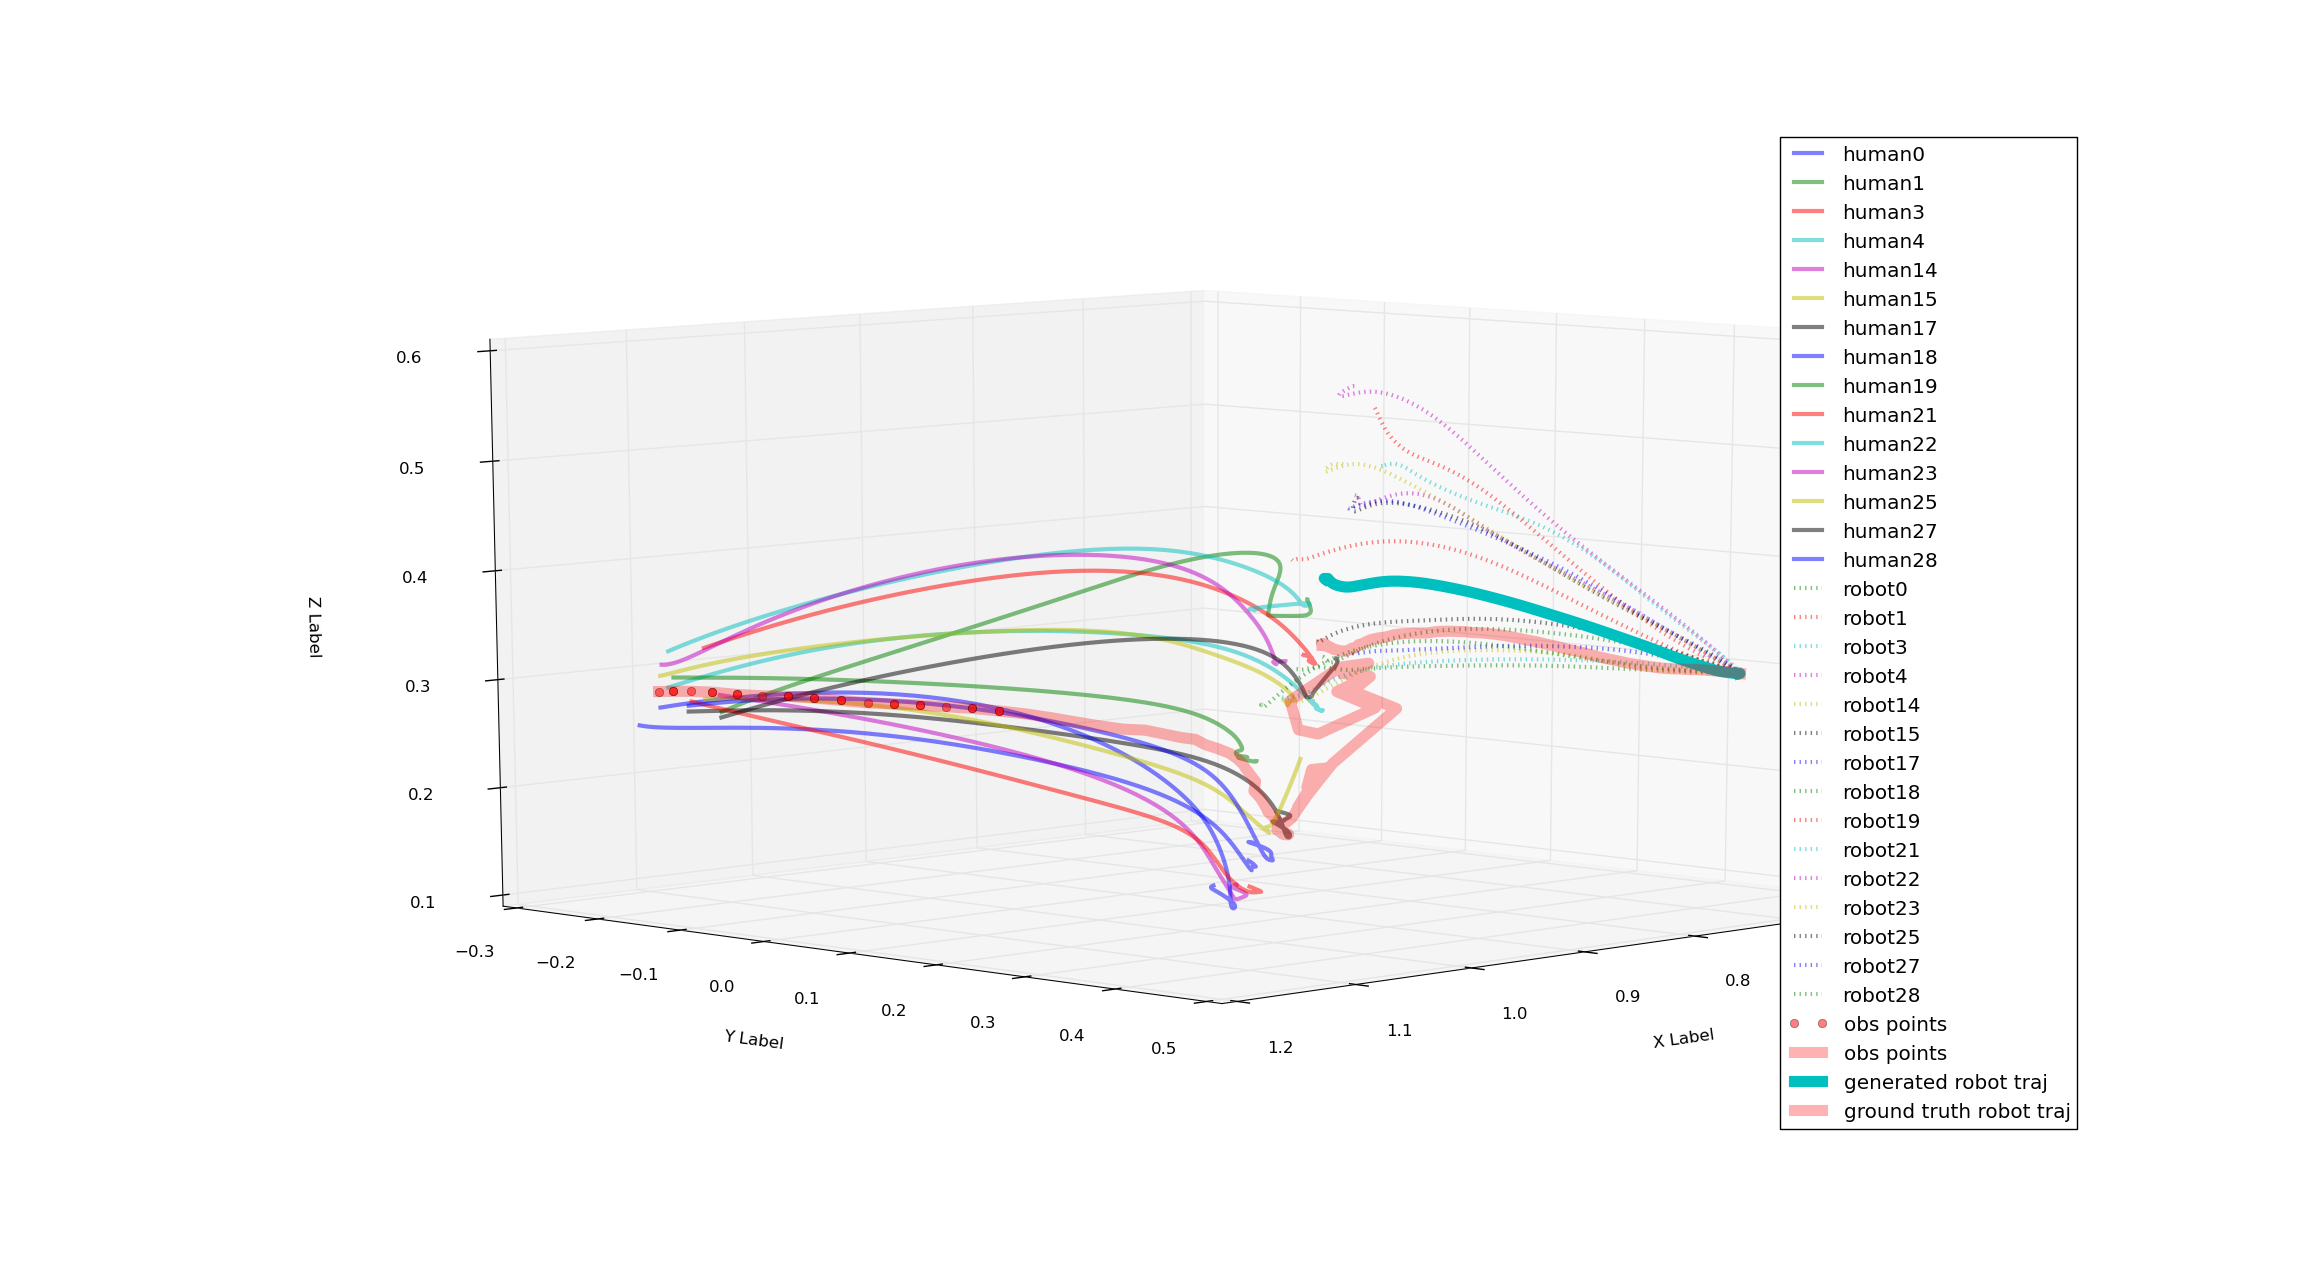 0.6
0.5
0.4
0.3
0.2
0.1
Z Label
−0.3
−0.2
−0.1
0.0
0.1
0.2
0.3
0.4
0.5
Y Label
1.2
1.1
1.0
0.9
0.8
X Label
human0
human1
human3
human4
human14
human15
human17
human18
human19
human21
human22
human23
human25
human27
human28
robot0
robot1
robot3
robot4
robot14
robot15
robot17
robot18
robot19
robot21
robot22
robot23
robot25
robot27
robot28
obs points
obs points
generated robot traj
ground truth robot traj